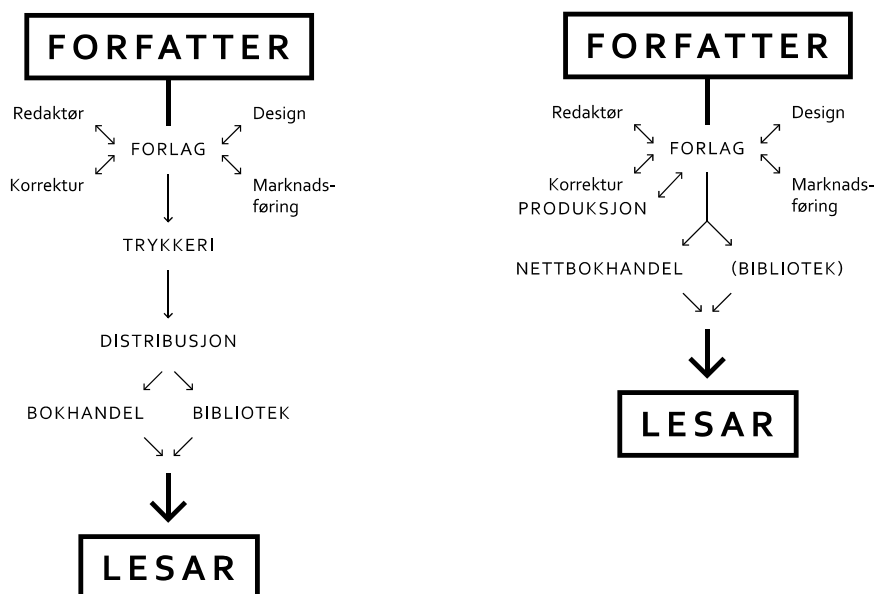 FORFATTER
Redaktør
Design
FORLAG
Korrektur
Marknads-
føring
TRYKKERI
DISTRIBUSJON
BOKHANDEL
BIBLIOTEK
LESAR
FORFATTER
Redaktør
Design
FORLAG
Korrektur
Marknads-
føring
PRODUKSJON
NETTBOKHANDEL
(BIBLIOTEK)
LESAR